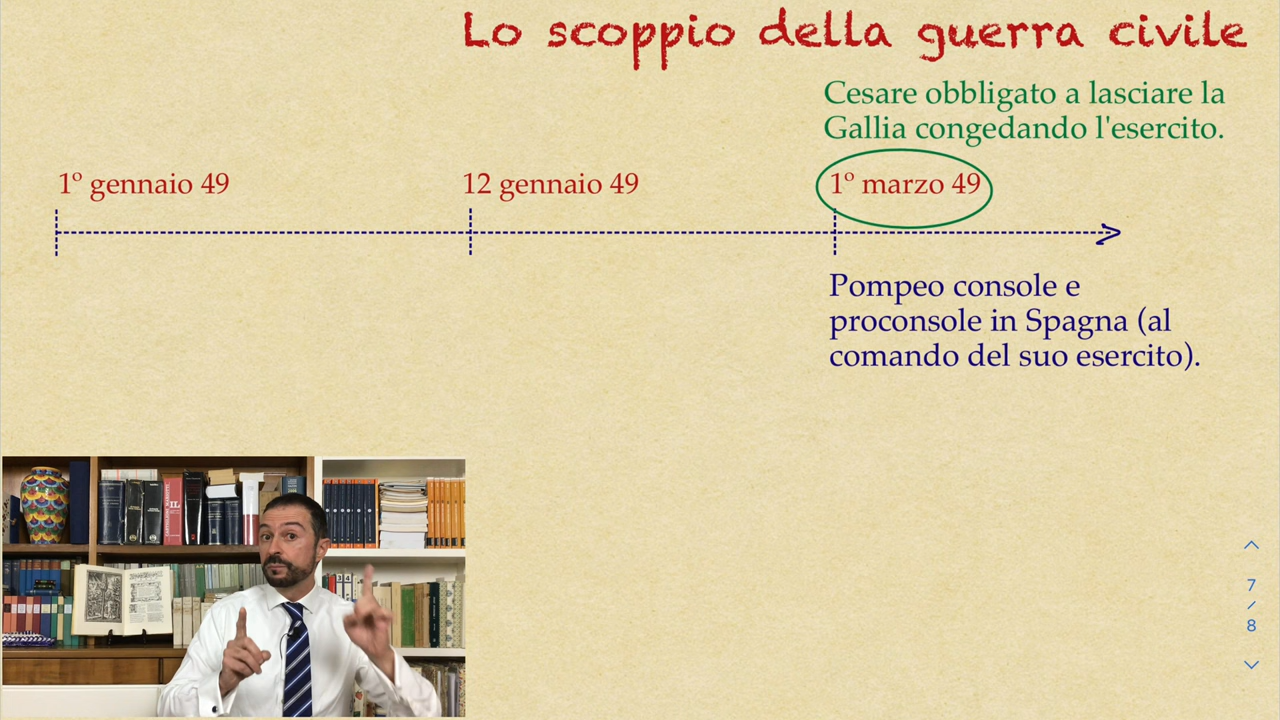 Lo scoppio della guerra civile
Cesare obbligato a lasciare la
Gallia congedando l'esercito.
1º gennaio 49
12 gennaio 49
1º marzo 49
Pompeo console e
proconsole in Spagna (al
comando del suo esercito).
IL
7
/
8